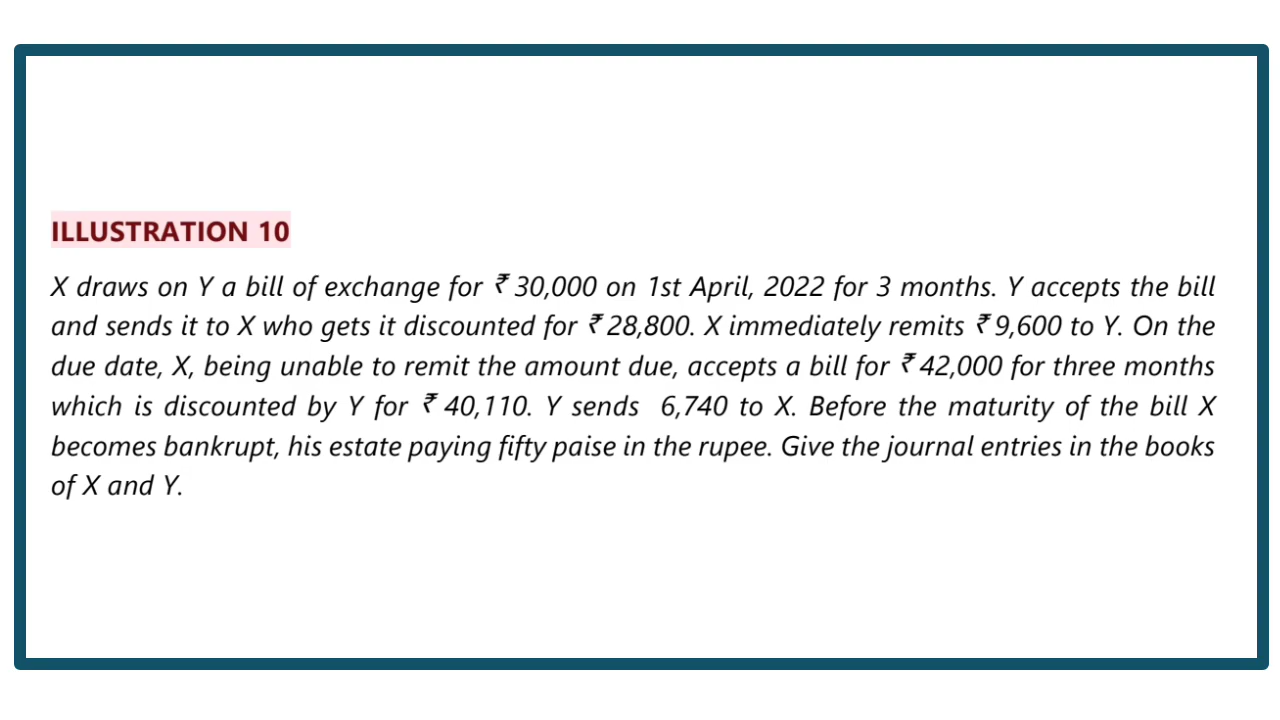 ILLUSTRATION 10
X draws on Y a bill of exchange for ₹ 30,000 on 1st April, 2022 for 3 months. Y accepts the bill
and sends it to X who gets it discounted for ₹ 28,800. X immediately remits ₹ 9,600 to Y. On the
due date, X, being unable to remit the amount due, accepts a bill for ₹ 42,000 for three months
which is discounted by Y for ₹ 40,110. Y sends 6,740 to X. Before the maturity of the bill X
becomes bankrupt, his estate paying fifty paise in the rupee. Give the journal entries in the books
of X and Y.